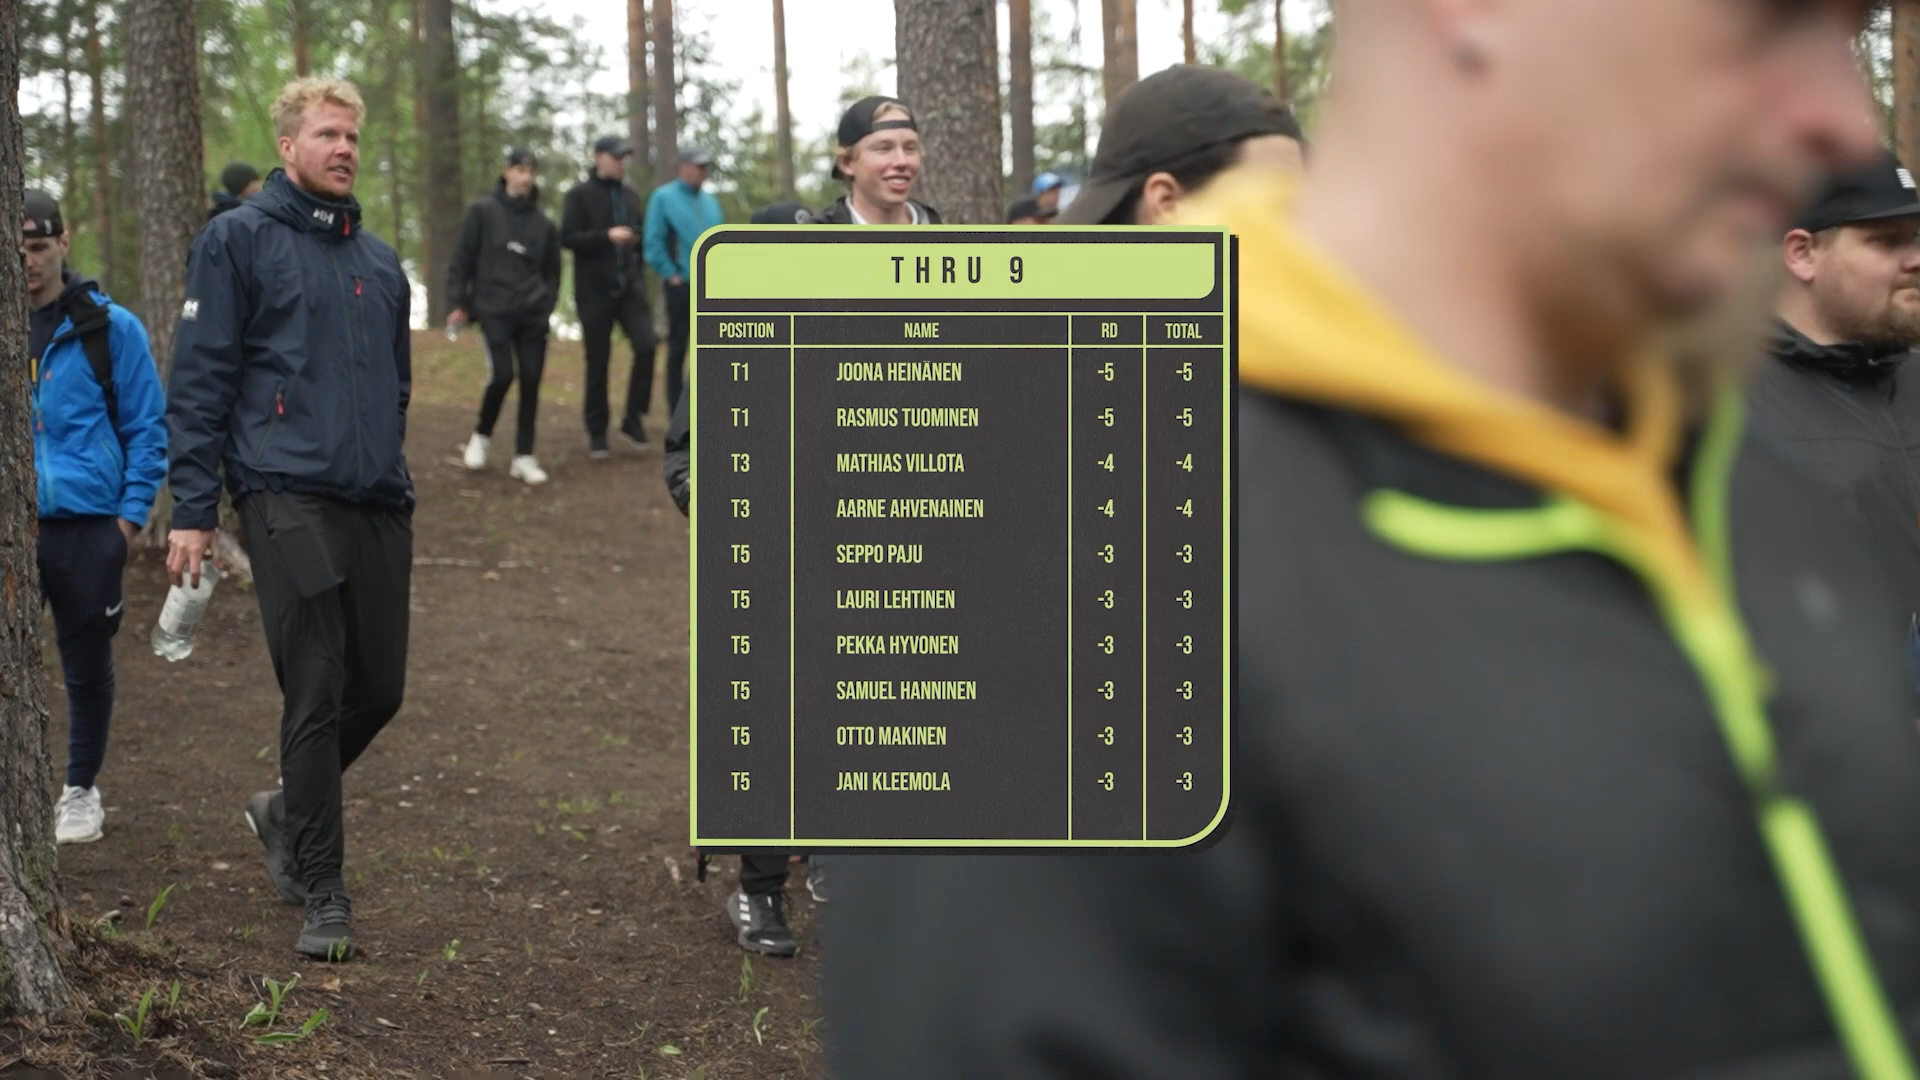 THRU 9
POSITION NAME RD TOTAL
T1 JOONA HEINÄNEN -5 -5
T1 RASMUS TUOMINEN -5 -5
T3 MATHIAS VILLOTA -4 -4
T3 AARNE AHVENAINEN -4 -4
T5 SEPPO PAJU -3 -3
T5 LAURI LEHTINEN -3 -3
T5 PEKKA HYVONEN -3 -3
T5 SAMUEL HANNINEN -3 -3
T5 OTTO MAKINEN -3 -3
T5 JANI KLEEMOLA -3 -3
HH